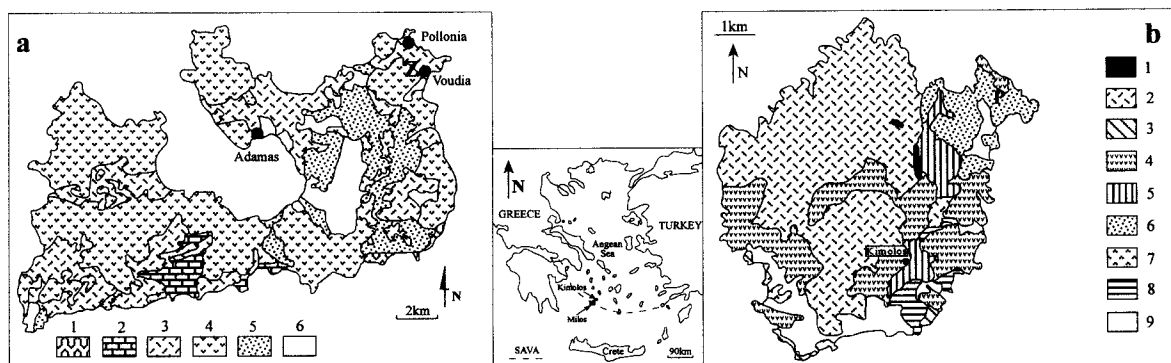 a
Pollonia
Z
Voudia
Adamas
N
2km
1 2 3 4 5 6
N
GREECE
TURKEY
Aegean
Sea
Kimolos
Milos
Crete
SAVA
90km
1km
b
N
P
Kimolos
1
2
3
4
5
6
7
8
9